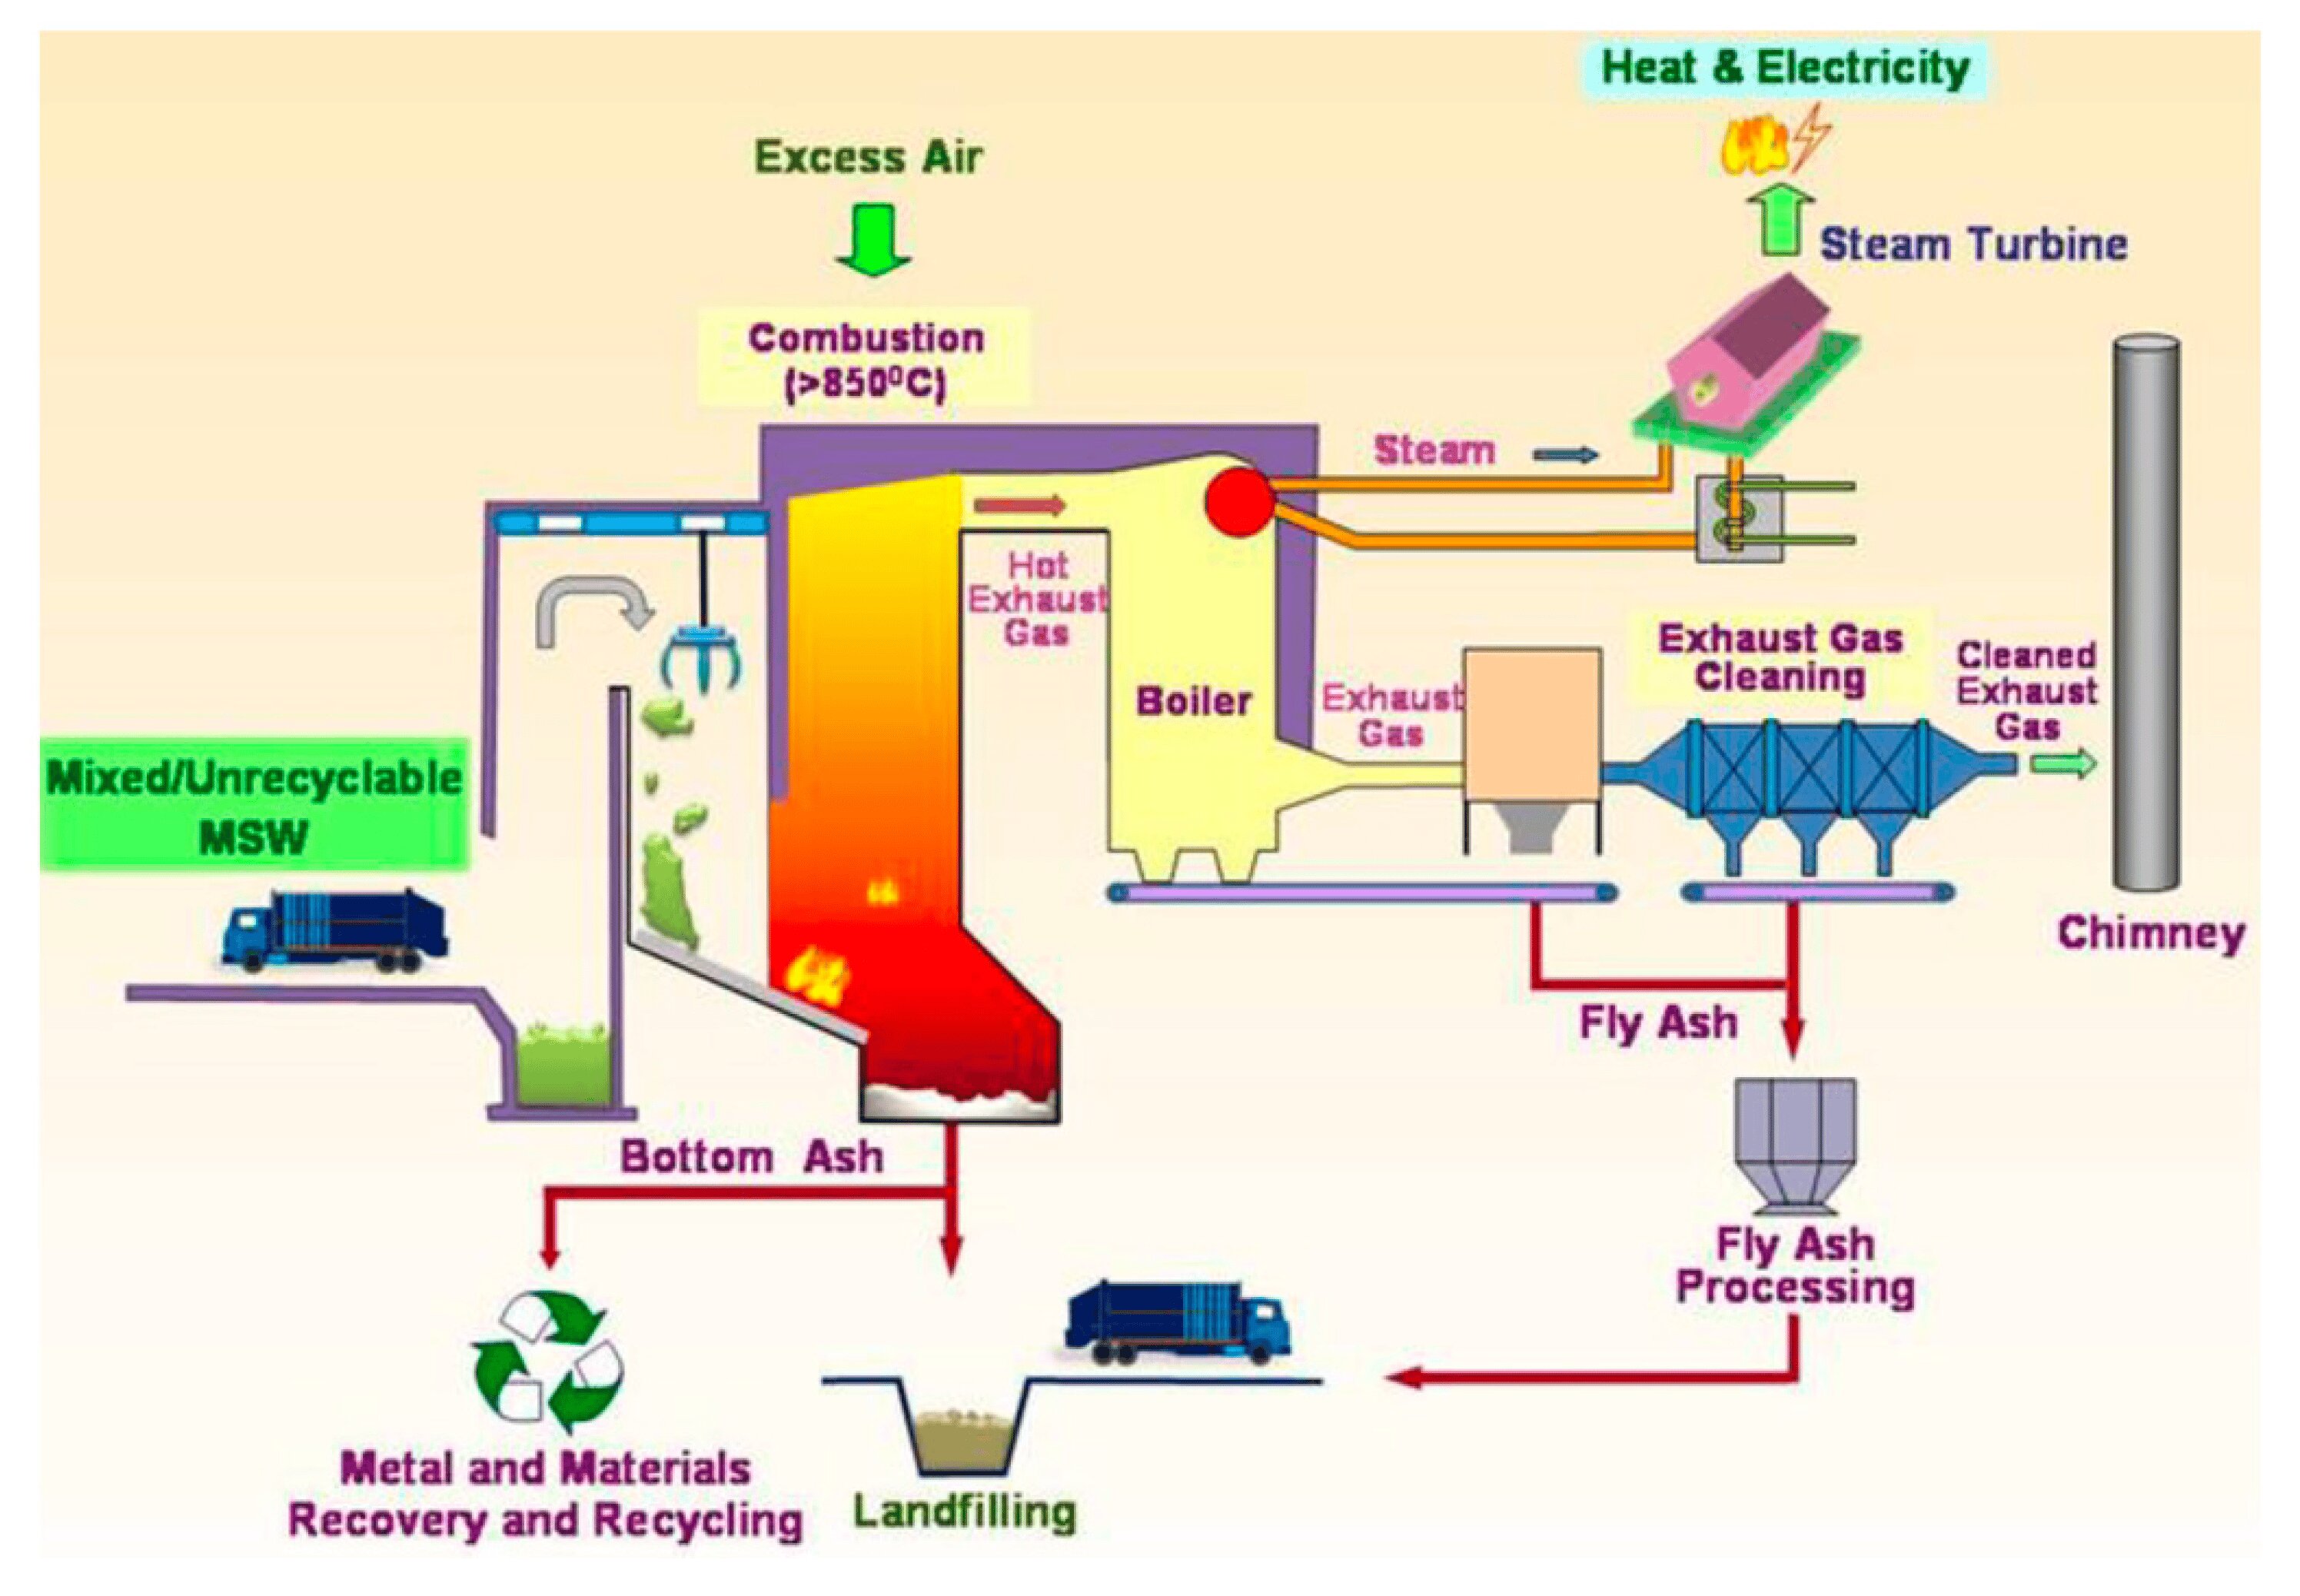 Heat & Electricity
Excess Air
Steam Turbine
Combustion
(>850⁰C)
Steam
Hot
Exhaust
Gas
Exhaust Gas
Cleaning
Cleaned
Exhaust
Gas
Boiler
Exhaust
Gas
Mixed/Unrecyclable
MSW
Chimney
Fly Ash
Bottom Ash
Fly Ash
Processing
Metal and Materials
Recovery and Recycling
Landfilling